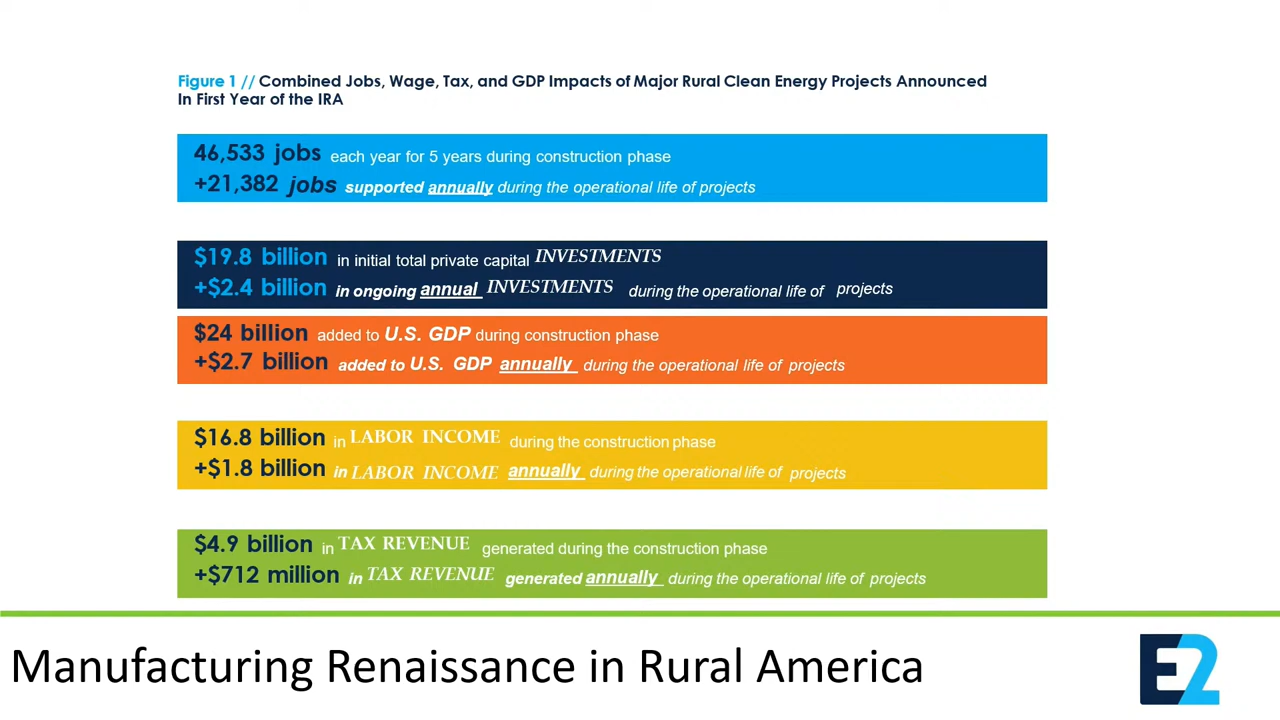 Figure 1 // Combined Jobs, Wage, Tax, and GDP Impacts of Major Rural Clean Energy Projects Announced
In First Year of the IRA
46,533 jobs each year for 5 years during construction phase
+21,382 jobs supported annually during the operational life of projects
$19.8 billion in initial total private capital INVESTMENTS
+$2.4 billion in ongoing annual INVESTMENTS during the operational life of projects
$24 billion added to U.S. GDP during construction phase
+$2.7 billion added to U.S. GDP annually during the operational life of projects
$16.8 billion in LABOR INCOME during the construction phase
+$1.8 billion in LABOR INCOME annually during the operational life of projects
$4.9 billion in TAX REVENUE generated during the construction phase
+$712 million in TAX REVENUE generated annually during the operational life of projects
Manufacturing Renaissance in Rural America
E2